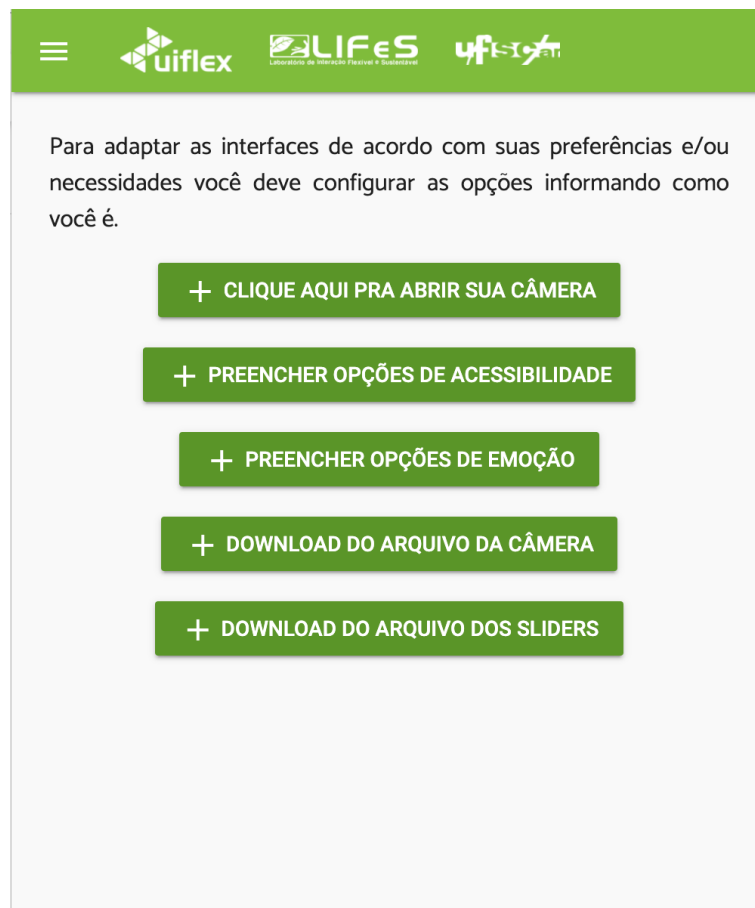 uiflex
LIFeS
Laboratório de Interação Flexível e Sustentável
ufscar
Para adaptar as interfaces de acordo com suas preferências e/ou
necessidades você deve configurar as opções informando como
você é.
CLIQUE AQUI PRA ABRIR SUA CÂMERA
PREENCHER OPÇÕES DE ACESSIBILIDADE
PREENCHER OPÇÕES DE EMOÇÃO
DOWNLOAD DO ARQUIVO DA CÂMERA
DOWNLOAD DO ARQUIVO DOS SLIDERS